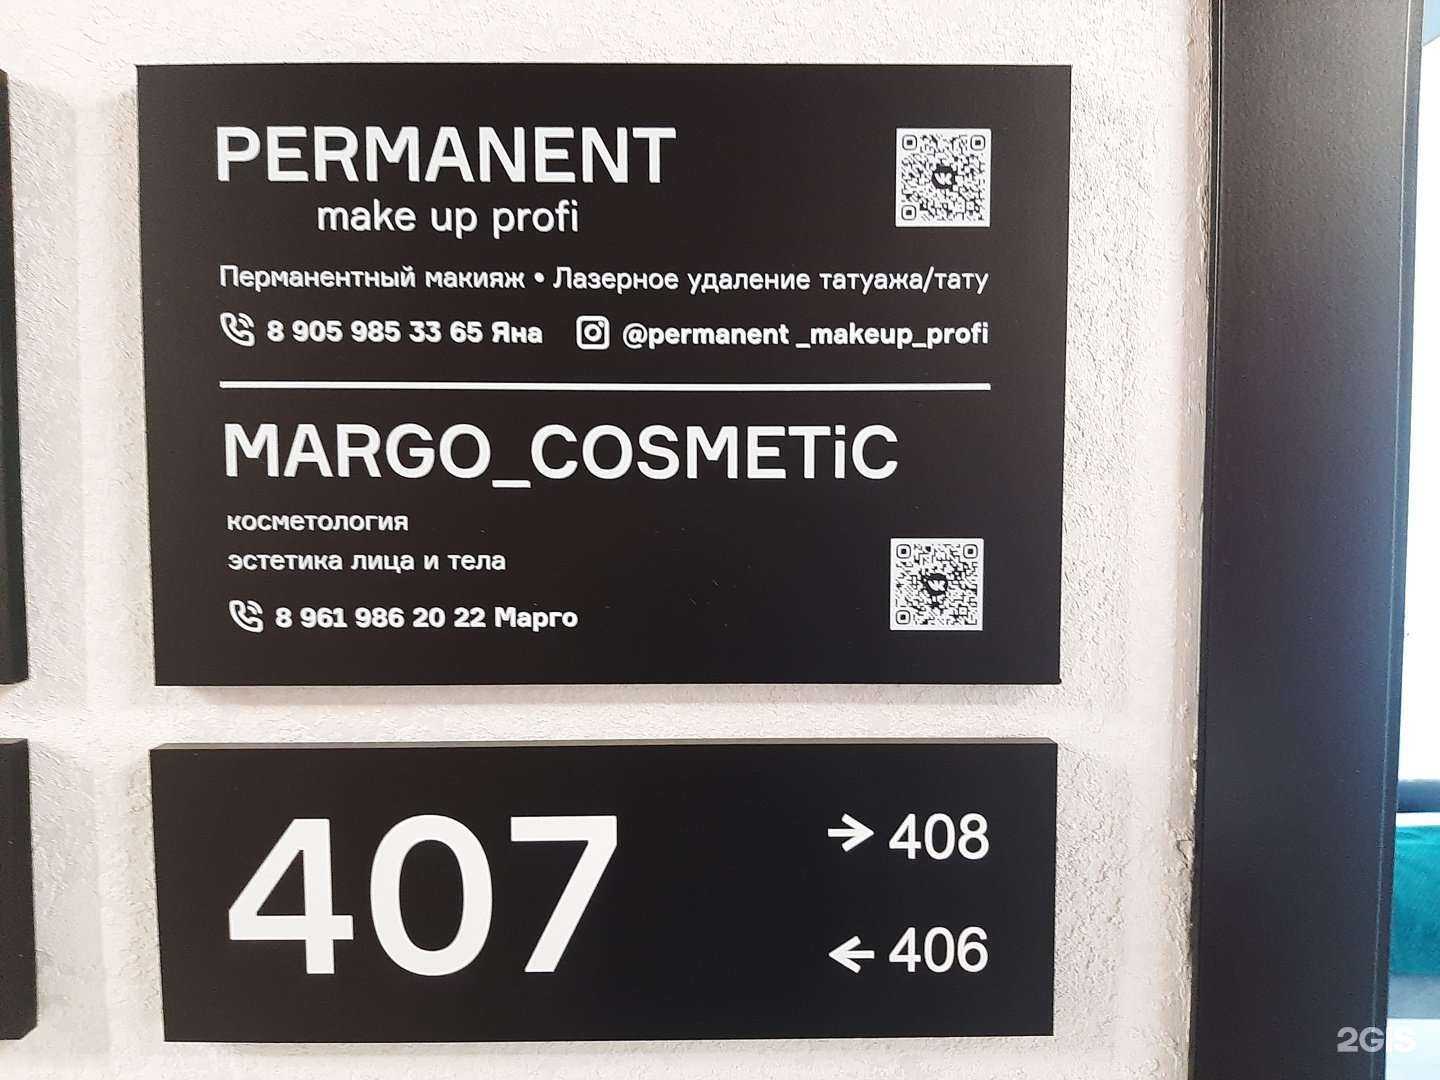 PERMANENT
make up profi
Перманентный макияж • Лазерное удаление татуажа/тату
8 905 985 33 65 Яна @permanent _makeup_profi
MARGO_COSMETiC
косметология
эстетика лица и тела
8 961 986 20 22 Марго
407
→ 408
← 406
2GIS